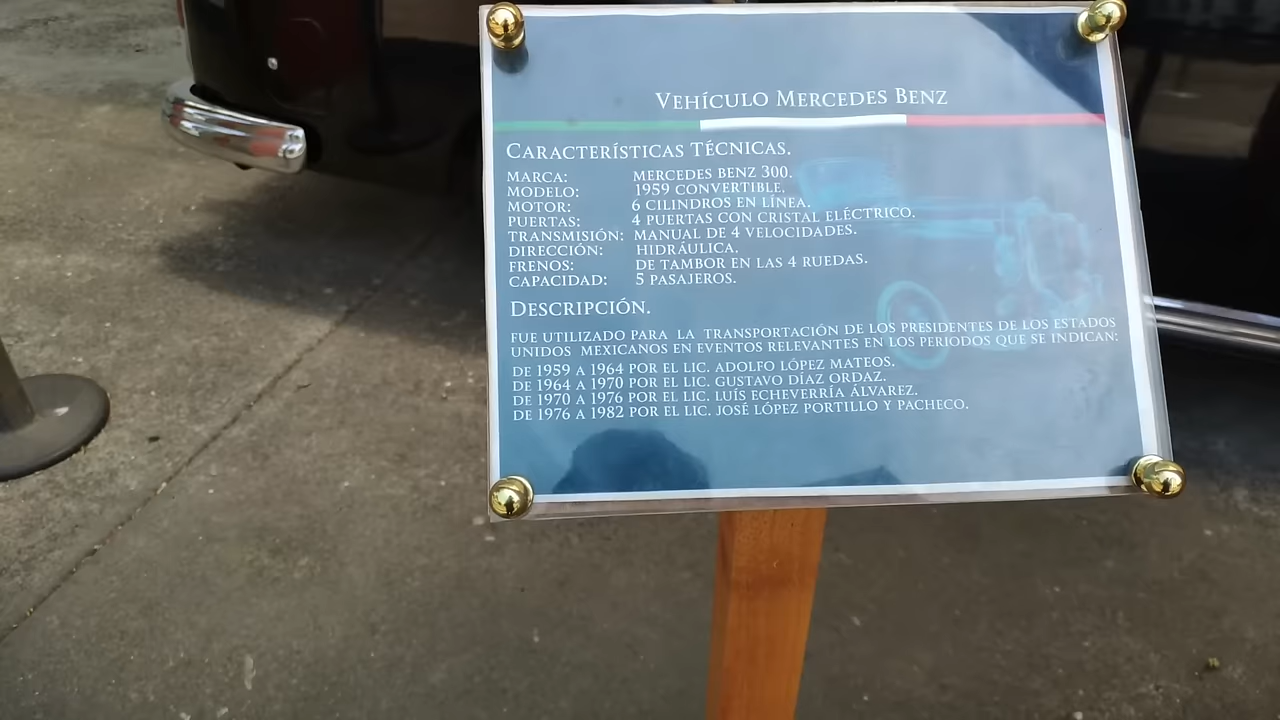 VEHÍCULO MERCEDES BENZ
CARACTERÍSTICAS TÉCNICAS.
MARCA: MERCEDES BENZ 300.
MODELO: 1959 CONVERTIBLE.
MOTOR: 6 CILINDROS EN LÍNEA.
PUERTAS: 4 PUERTAS CON CRISTAL ELÉCTRICO.
TRANSMISIÓN: MANUAL DE 4 VELOCIDADES.
DIRECCIÓN: HIDRÁULICA.
FRENOS: DE TAMBOR EN LAS 4 RUEDAS.
CAPACIDAD: 5 PASAJEROS.
DESCRIPCIÓN.
FUE UTILIZADO PARA LA TRANSPORTACIÓN DE LOS PRESIDENTES DE LOS ESTADOS
UNIDOS MEXICANOS EN EVENTOS RELEVANTES EN LOS PERIODOS QUE SE INDICAN:
DE 1959 A 1964 POR EL LIC. ADOLFO LÓPEZ MATEOS.
DE 1964 A 1970 POR EL LIC. GUSTAVO DÍAZ ORDAZ.
DE 1970 A 1976 POR EL LIC. LUÍS ECHEVERRÍA ÁLVAREZ.
DE 1976 A 1982 POR EL LIC. JOSÉ LÓPEZ PORTILLO Y PACHECO.